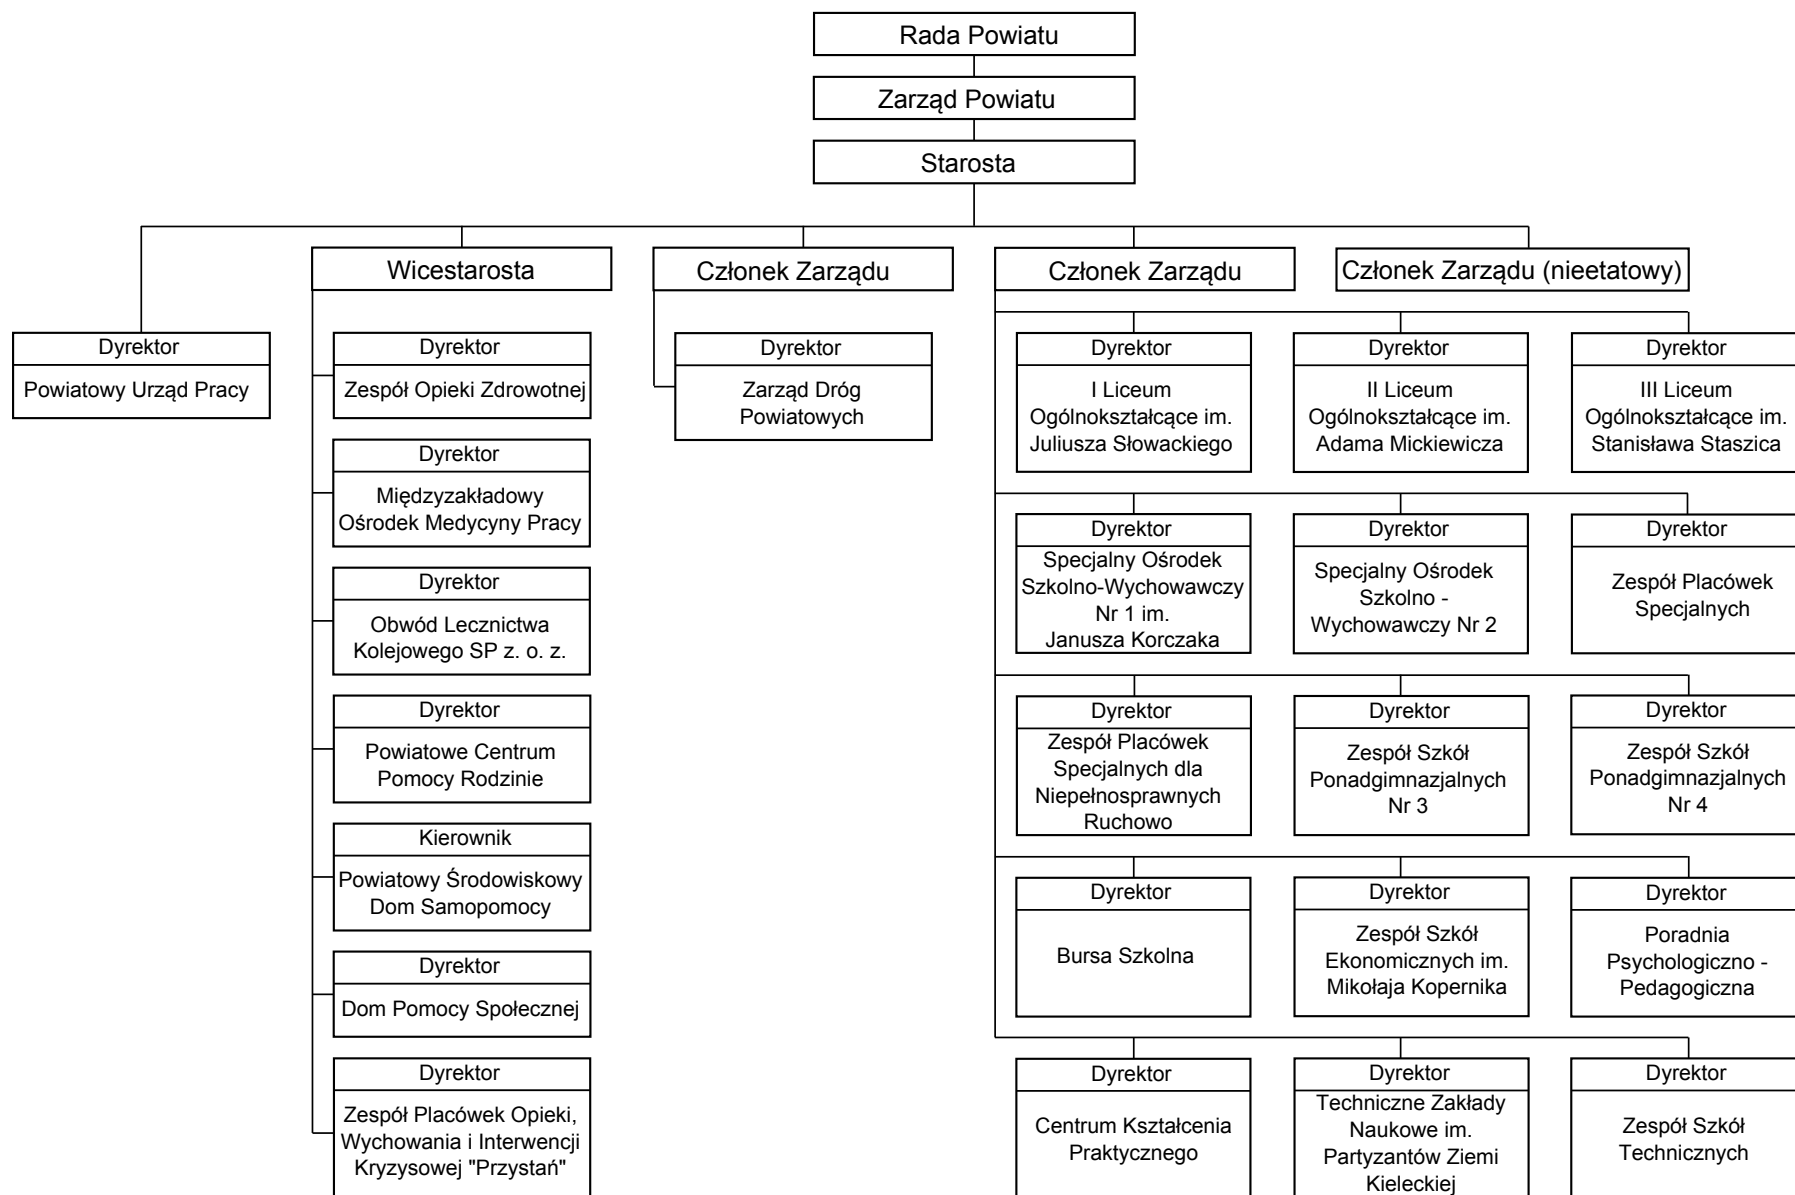 Rada Powiatu
Zarząd Powiatu
Starosta
Wicestarosta
Członek Zarządu
Członek Zarządu
Członek Zarządu (nieetatowy)
Dyrektor
Powiatowy Urząd Pracy
Dyrektor
Zespół Opieki Zdrowotnej
Dyrektor
Międzyzakładowy
Ośrodek Medycyny Pracy
Dyrektor
Obwód Lecznictwa
Kolejowego SP z. o. z.
Dyrektor
Powiatowe Centrum
Pomocy Rodzinie
Kierownik
Powiatowy Środowiskowy
Dom Samopomocy
Dyrektor
Dom Pomocy Społecznej
Dyrektor
Zespół Placówek Opieki,
Wychowania i Interwencji
Kryzysowej "Przystań"
Dyrektor
Zarząd Dróg
Powiatowych
Dyrektor
I Liceum
Ogólnokształcące im.
Juliusza Słowackiego
Dyrektor
II Liceum
Ogólnokształcące im.
Adama Mickiewicza
Dyrektor
III Liceum
Ogólnokształcące im.
Stanisława Staszica
Dyrektor
Specjalny Ośrodek
Szkolno-Wychowawczy
Nr 1 im.
Janusza Korczaka
Dyrektor
Specjalny Ośrodek
Szkolno -
Wychowawczy Nr 2
Dyrektor
Zespół Placówek
Specjalnych
Dyrektor
Zespół Placówek
Specjalnych dla
Niepełnosprawnych
Ruchowo
Dyrektor
Zespół Szkół
Ponadgimnazjalnych
Nr 3
Dyrektor
Zespół Szkół
Ponadgimnazjalnych
Nr 4
Dyrektor
Bursa Szkolna
Dyrektor
Zespół Szkół
Ekonomicznych im.
Mikołaja Kopernika
Dyrektor
Poradnia
Psychologiczno -
Pedagogiczna
Dyrektor
Centrum Kształcenia
Praktycznego
Dyrektor
Techniczne Zakłady
Naukowe im.
Partyzantów Ziemi
Kieleckiej
Dyrektor
Zespół Szkół
Technicznych